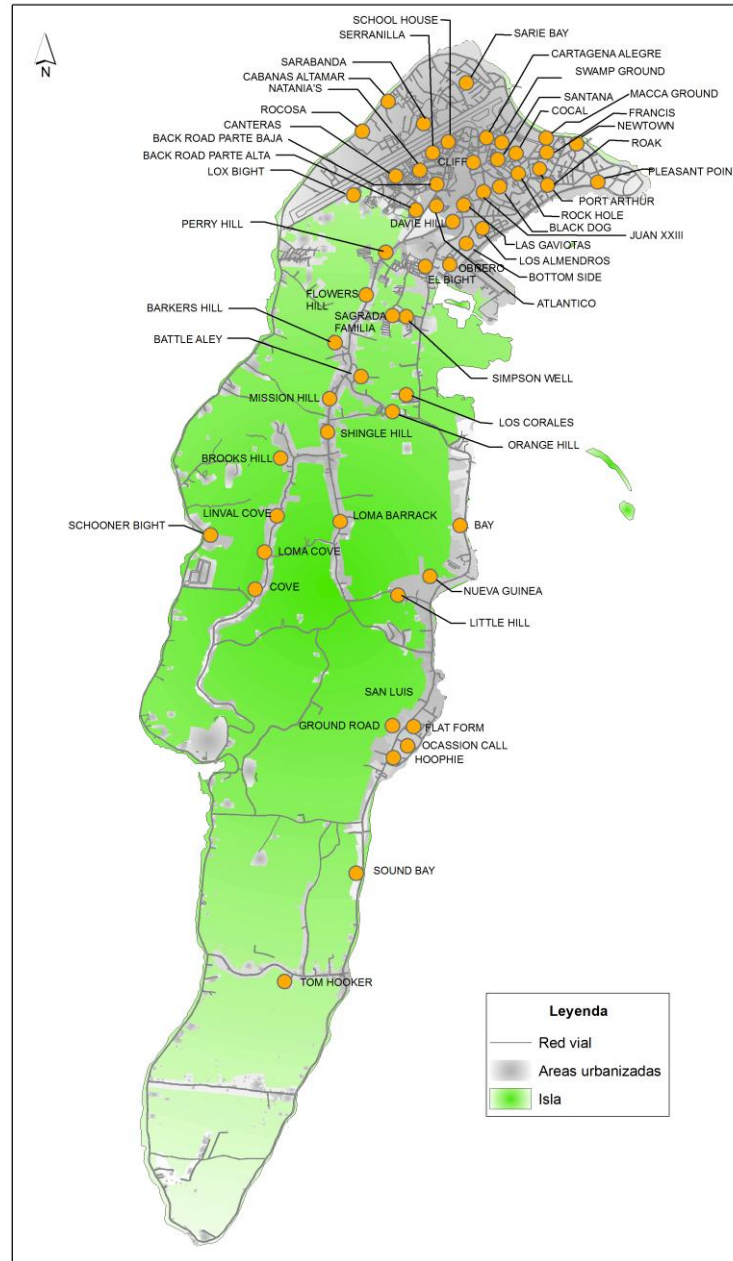 SCHOOL HOUSE
SERRANILLA
SARIE BAY
SARABANDA
CARTAGENA ALEGRE
CABANAS ALTAMAR
SWAMP GROUND
NATANIA'S
SANTANA
MACCA GROUND
ROCOSA
COCAL
FRANCIS
CANTERAS
NEWTOWN
BACK ROAD PARTE BAJA
ROAK
BACK ROAD PARTE ALTA
CLIFF
LOX BIGHT
PLEASANT POINT
PORT ARTHUR
ROCK HOLE
DAVIE HILL
BLACK DOG
JUAN XXIII
PERRY HILL
LAS GAVIOTAS
LOS ALMENDROS
OBRERO
BOTTOM SIDE
EL BIGHT
ATLANTICO
FLOWERS
HILL
BARKERS HILL
SAGRADA
FAMILIA
BATTLE ALEY
SIMPSON WELL
MISSION HILL
LOS CORALES
SHINGLE HILL
ORANGE HILL
BROOKS HILL
LINVAL COVE
LOMA BARRACK
SCHOONER BIGHT
BAY
LOMA COVE
COVE
NUEVA GUINEA
LITTLE HILL
SAN LUIS
GROUND ROAD
FLAT FORM
OCASSION CALL
HOOPHIE
SOUND BAY
TOM HOOKER
N
Leyenda
Red vial
Areas urbanizadas
Isla